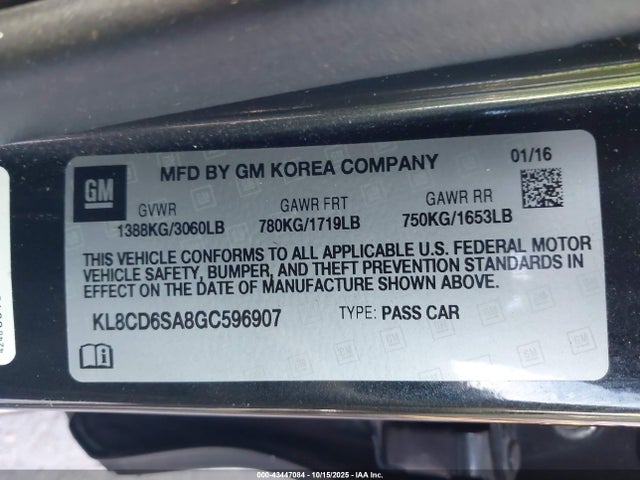 GM
MFD BY GM KOREA COMPANY
01/16
GVWR
1388KG/3060LB
GAWR FRT
780KG/1719LB
GAWR RR
750KG/1653LB
THIS VEHICLE CONFORMS TO ALL APPLICABLE U.S. FEDERAL MOTOR
VEHICLE SAFETY, BUMPER, AND THEFT PREVENTION STANDARDS IN
EFFECT ON THE DATE OF MANUFACTURE SHOWN ABOVE.
KL8CD6SA8GC596907
TYPE: PASS CAR
000-43447084 - 10/15/2025 - IAA Inc.